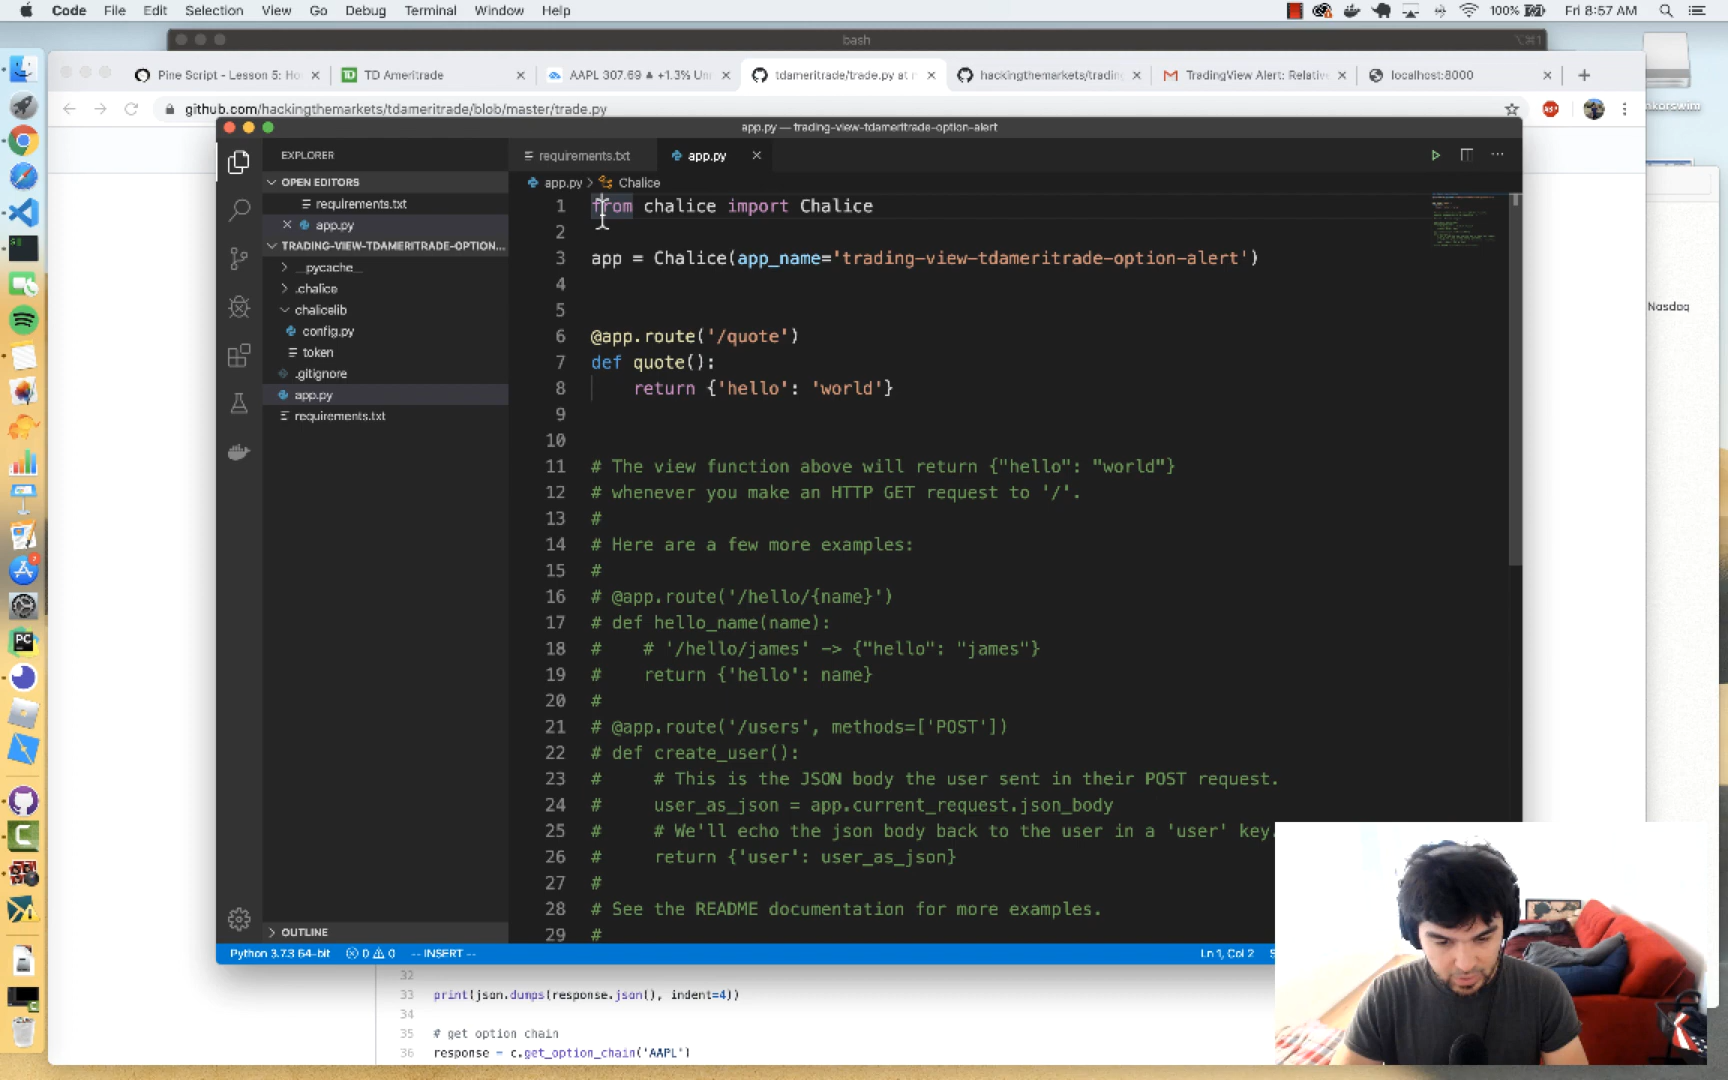 Code File Edit Selection View Go Debug Terminal Window Help 100% Fri 8:57 AM
bash
Pine Script - Lesson 5: Ho TD Ameritrade AAPL 307.69 ▲ +1.3% Un tdameritrade/trade.py at hackingthemarkets/trading TradingView Alert: Relative localhost:8000
github.com/hackingthemarkets/tdameritrade/blob/master/trade.py
app.py — trading-view-tdameritrade-option-alert
EXPLORER
OPEN EDITORS
requirements.txt
app.py
TRADING-VIEW-TDAMERITRADE-OPTION...
__pycache__
.chalice
chalicelib
config.py
token
.gitignore
app.py
requirements.txt
OUTLINE
requirements.txt app.py
app.py > Chalice
1 from chalice import Chalice
2
3 app = Chalice(app_name='trading-view-tdameritrade-option-alert')
4
5
6 @app.route('/quote')
7 def quote():
8 return {'hello': 'world'}
9
10
11 # The view function above will return {"hello": "world"}
12 # whenever you make an HTTP GET request to '/'.
13 #
14 # Here are a few more examples:
15 #
16 # @app.route('/hello/{name}')
17 # def hello_name(name):
18 #    # '/hello/james' -> {"hello": "james"}
19 #    return {'hello': name}
20 #
21 # @app.route('/users', methods=['POST'])
22 # def create_user():
23 #     # This is the JSON body the user sent in their POST request.
24 #     user_as_json = app.current_request.json_body
25 #     # We'll echo the json body back to the user in a 'user' key.
26 #     return {'user': user_as_json}
27 #
28 # See the README documentation for more examples.
29 #
Python 3.7.3 64-bit 0 0 -- INSERT -- Ln 1, Col 2
Nasdaq
32
33 print(json.dumps(response.json(), indent=4))
34
35 # get option chain
36 response = c.get_option_chain('AAPL')